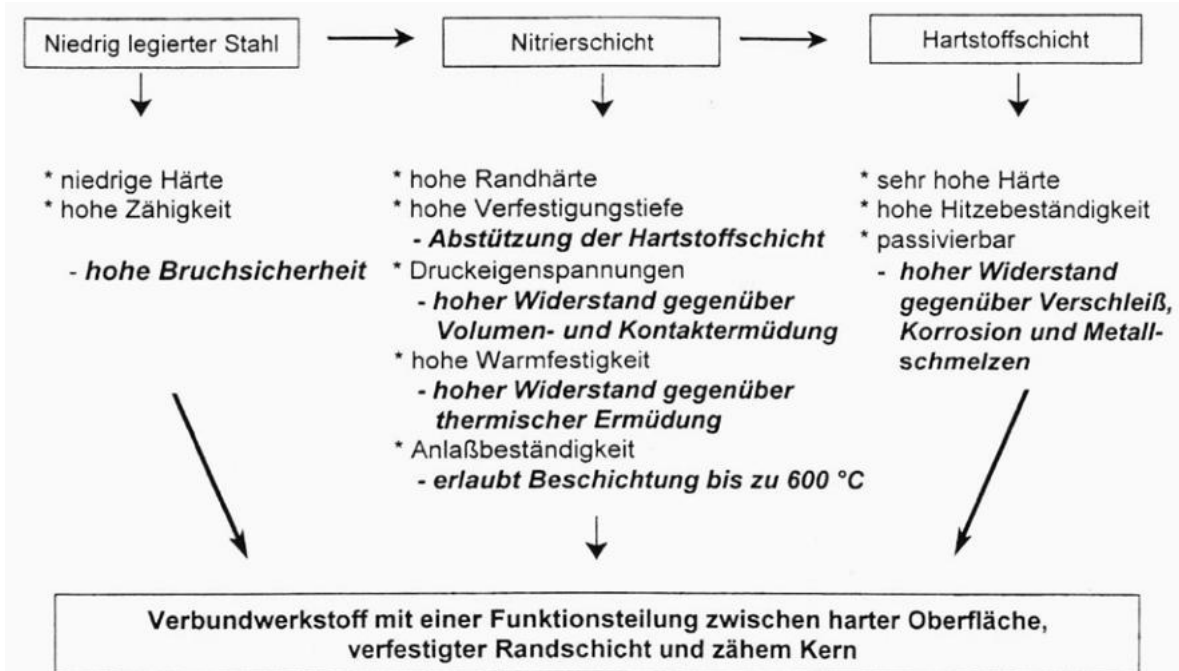 Niedrig legierter Stahl
Nitrierschicht
Hartstoffschicht
* niedrige Härte
* hohe Zähigkeit
- hohe Bruchsicherheit
* hohe Randhärte
* hohe Verfestigungstiefe
- Abstützung der Hartstoffschicht
* Druckeigenspannungen
- hoher Widerstand gegenüber
Volumen- und Kontaktermüdung
* hohe Warmfestigkeit
- hoher Widerstand gegenüber
thermischer Ermüdung
* Anlaßbeständigkeit
- erlaubt Beschichtung bis zu 600 °C
* sehr hohe Härte
* hohe Hitzebeständigkeit
* passivierbar
- hoher Widerstand
gegenüber Verschleiß,
Korrosion und Metall-
schmelzen
Verbundwerkstoff mit einer Funktionsteilung zwischen harter Oberfläche,
verfestigter Randschicht und zähem Kern